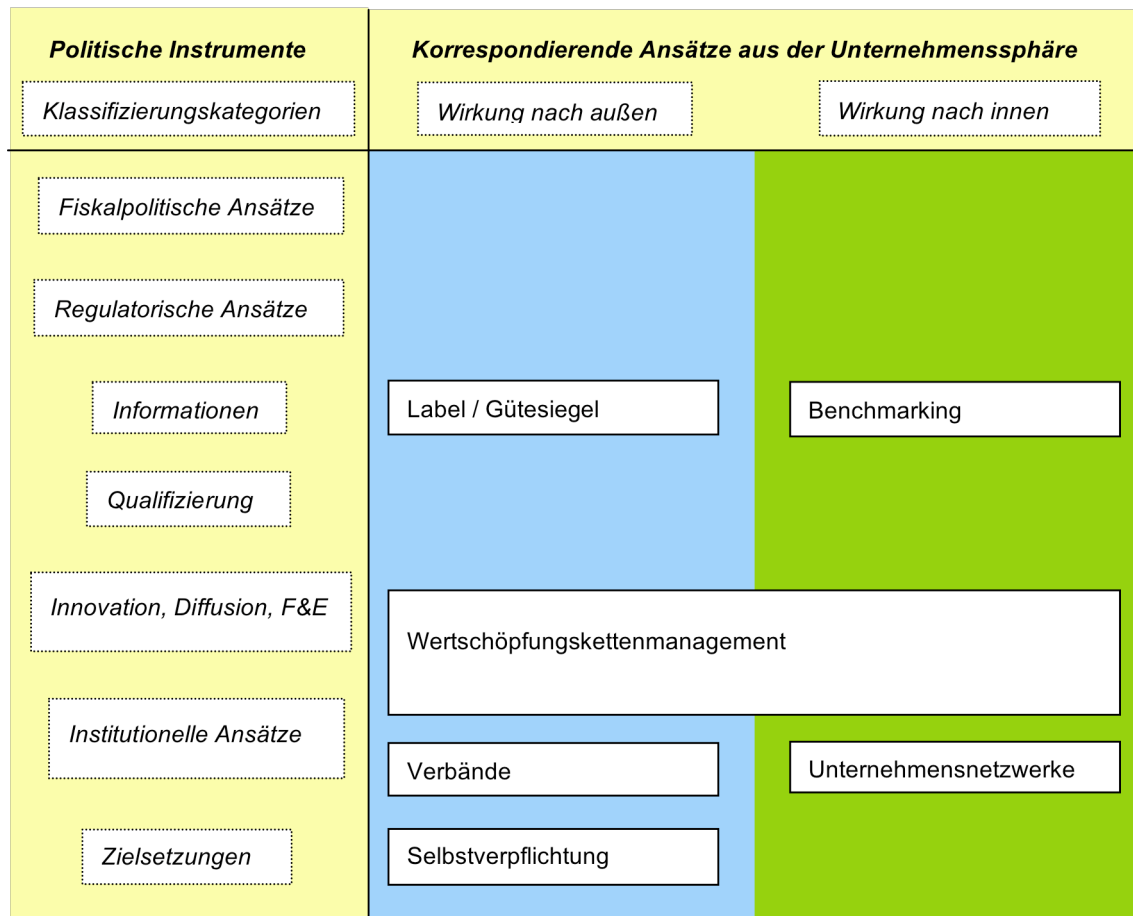 Politische Instrumente
Korrespondierende Ansätze aus der Unternehmenssphäre
Klassifizierungskategorien
Wirkung nach außen
Wirkung nach innen
Fiskalpolitische Ansätze
Regulatorische Ansätze
Informationen
Label / Gütesiegel
Benchmarking
Qualifizierung
Innovation, Diffusion, F&E
Wertschöpfungskettenmanagement
Institutionelle Ansätze
Verbände
Unternehmensnetzwerke
Zielsetzungen
Selbstverpflichtung